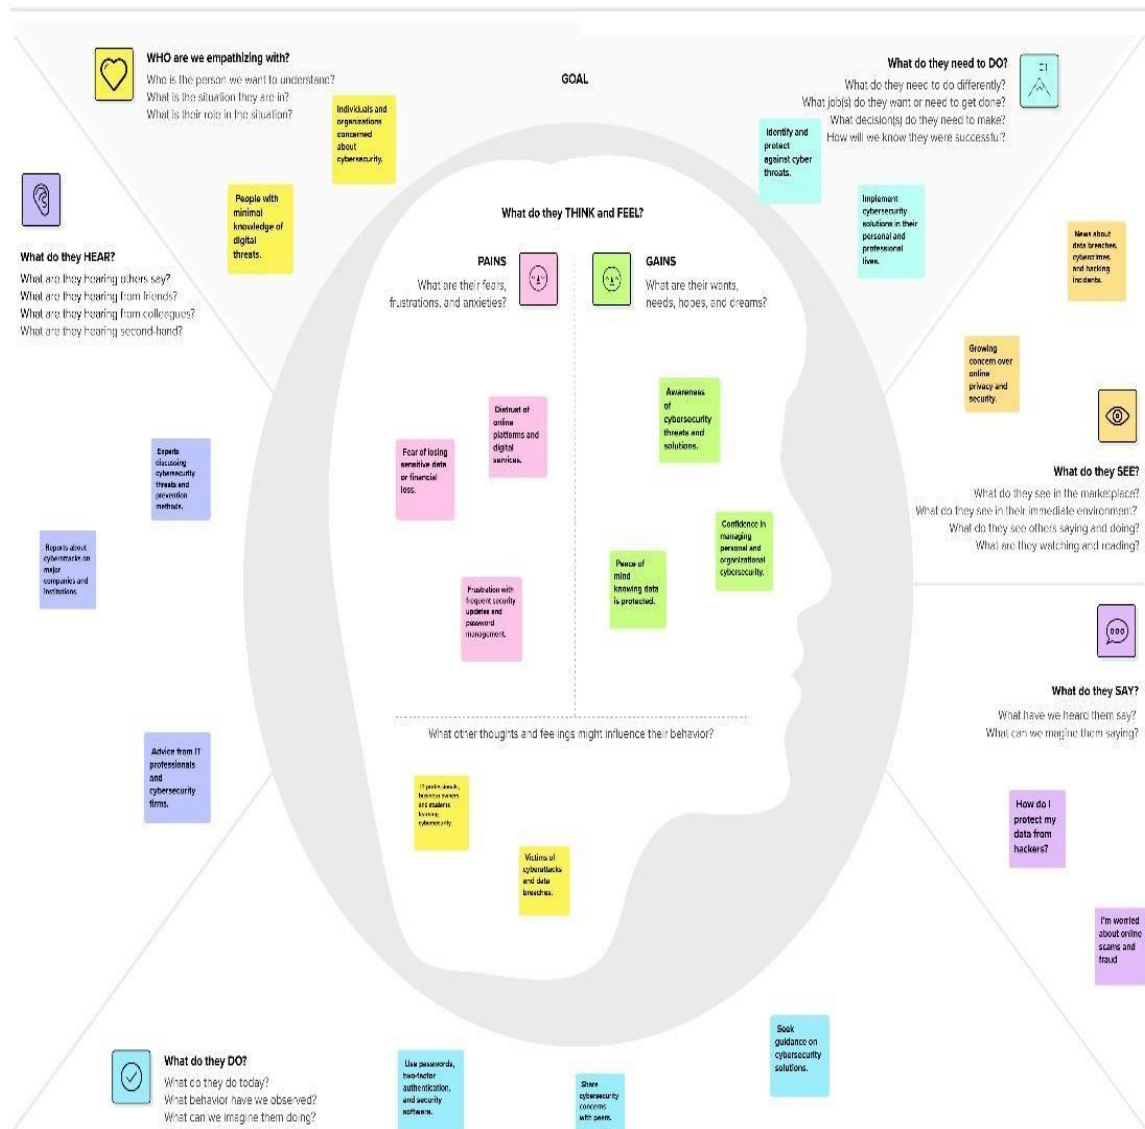 WHO are we empathizing with?
Who is the person we want to understand?
What is the situation they are in?
What is their role in the situation?
Individuals and
organizations
concerned
about
cybersecurity.
People with
minimal
knowledge of
digital
threats.
GOAL
What do they need to DO?
What do they need to do differently?
What job(s) do they want or need to get done?
What decision(s) do they need to make?
How will we know they were successful?
Identify and
protect
against cyber
threats.
Implement
cybersecurity
solutions in their
personal and
professional
lives.
What do they HEAR?
What are they hearing others say?
What are they hearing from friends?
What are they hearing from colleagues?
What are they hearing second-hand?
Experts
discussing
cybersecurity
threats and
prevention
methods.
Reports about
cyberattacks on
major
companies and
institutions
Advice from IT
professionals
and
cybersecurity
firms.
What do they THINK and FEEL?
PAINS
What are their fears,
frustrations, and anxieties?
Distrust of
online
platforms and
digital
services.
Fear of losing
sensitive data
or financial
loss.
Frustration with
frequent security
updates and
password
management.
GAINS
What are their wants,
needs, hopes, and dreams?
Awareness
of
cybersecurity
threats and
solutions.
Confidence in
managing
personal and
organizational
cybersecurity.
Peace of
mind
knowing data
is protected.
What other thoughts and feelings might influence their behavior?
IT professionals,
business owners
and students
learning
cybersecurity.
Victims of
cyberattacks
and data
breaches.
News about
data breaches,
cybercrimes
and hacking
incidents.
Growing
concern over
online
privacy and
security.
What do they SEE?
What do they see in the marketplace?
What do they see in their immediate environment?
What do they see others saying and doing?
What are they watching and reading?
What do they SAY?
What have we heard them say?
What can we magine them saying?
How do I
protect my
data from
hackers?
I'm worried
about online
scams and
fraud
What do they DO?
What do they do today?
What behavior have we observed?
What can we imagine them doing?
Use passwords,
two-factor
authentication,
and security
software.
Share
cybersecurity
concerns
with peers.
Seek
guidance on
cybersecurity
solutions.